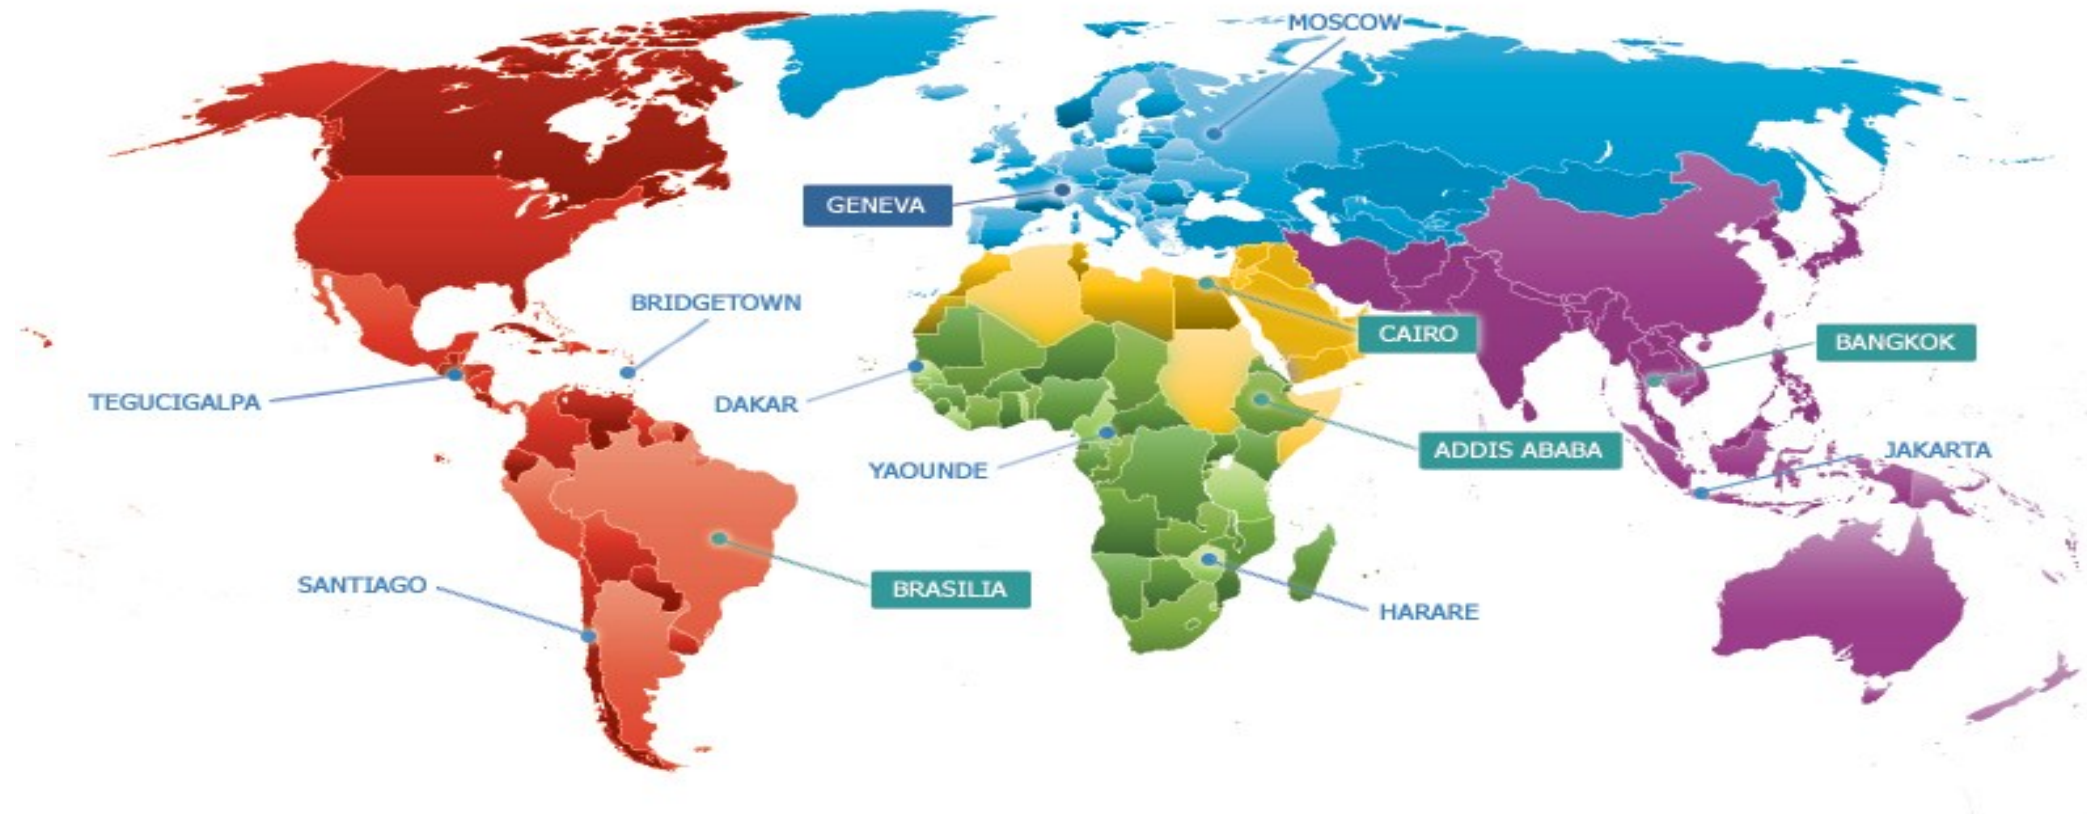 MOSCOW
GENEVA
BRIDGETOWN
CAIRO
BANGKOK
TEGUCIGALPA
DAKAR
ADDIS ABABA
JAKARTA
YAOUNDE
SANTIAGO
BRASILIA
HARARE